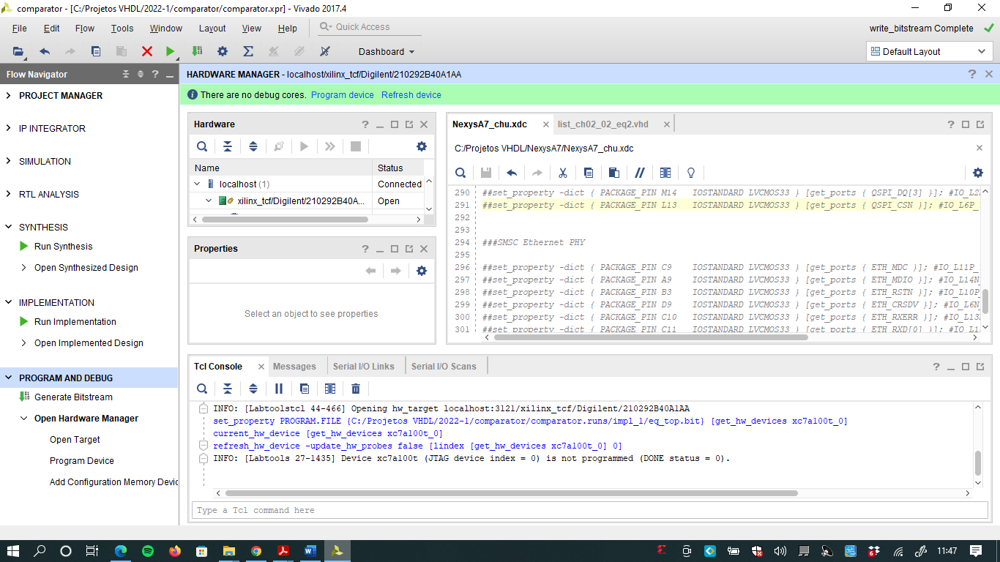 comparator - [C:/Projetos VHDL/2022-1/comparator/comparator.xpr] - Vivado 2017.4
File Edit Flow Tools Window Layout View Help Quick Access
write_bitstream Complete
Dashboard
Default Layout
Flow Navigator
PROJECT MANAGER
IP INTEGRATOR
SIMULATION
RTL ANALYSIS
SYNTHESIS
Run Synthesis
Open Synthesized Design
IMPLEMENTATION
Run Implementation
Open Implemented Design
PROGRAM AND DEBUG
Generate Bitstream
Open Hardware Manager
Open Target
Program Device
Add Configuration Memory Devic
HARDWARE MANAGER - localhost/xilinx_tcf/Digilent/210292B40A1AA
There are no debug cores. Program device Refresh device
Hardware
Name Status
localhost (1) Connected
xilinx_tcf/Digilent/210292B40A... Open
Properties
Select an object to see properties
NexysA7_chu.xdc list_ch02_02_eq2.vhd
C:/Projetos VHDL/NexysA7/NexysA7_chu.xdc
290 ##set_property -dict { PACKAGE_PIN M14 IOSTANDARD LVCMOS33 } [get_ports { QSPI_DQ[3] }]; #IO_L2
291 ##set_property -dict { PACKAGE_PIN L13 IOSTANDARD LVCMOS33 } [get_ports { QSPI_CSN }]; #IO_L6P_
292
293
294 ###SMSC Ethernet PHY
295
296 ##set_property -dict { PACKAGE_PIN C9 IOSTANDARD LVCMOS33 } [get_ports { ETH_MDC }]; #IO_L11P_
297 ##set_property -dict { PACKAGE_PIN A9 IOSTANDARD LVCMOS33 } [get_ports { ETH_MDIO }]; #IO_L14N
298 ##set_property -dict { PACKAGE_PIN B3 IOSTANDARD LVCMOS33 } [get_ports { ETH_RSTN }]; #IO_L10P
299 ##set_property -dict { PACKAGE_PIN D9 IOSTANDARD LVCMOS33 } [get_ports { ETH_CRSDV }]; #IO_L6N
300 ##set_property -dict { PACKAGE_PIN C10 IOSTANDARD LVCMOS33 } [get_ports { ETH_RXERR }]; #IO_L13
301 ##set_property -dict { PACKAGE_PIN C11 IOSTANDARD LVCMOS33 } [get_ports { ETH_RXD[0] }]; #IO_L1
Tcl Console Messages Serial I/O Links Serial I/O Scans
INFO: [Labtoolstcl 44-466] Opening hw_target localhost:3121/xilinx_tcf/Digilent/210292B40A1AA
set_property PROGRAM.FILE {C:/Projetos VHDL/2022-1/comparator/comparator.runs/impl_1/eq_top.bit} [get_hw_devices xc7a100t_0]
current_hw_device [get_hw_devices xc7a100t_0]
refresh_hw_device -update_hw_probes false [lindex [get_hw_devices xc7a100t_0] 0]
INFO: [Labtools 27-1435] Device xc7a100t (JTAG device index = 0) is not programmed (DONE status = 0).
Type a Tcl command here
11:47